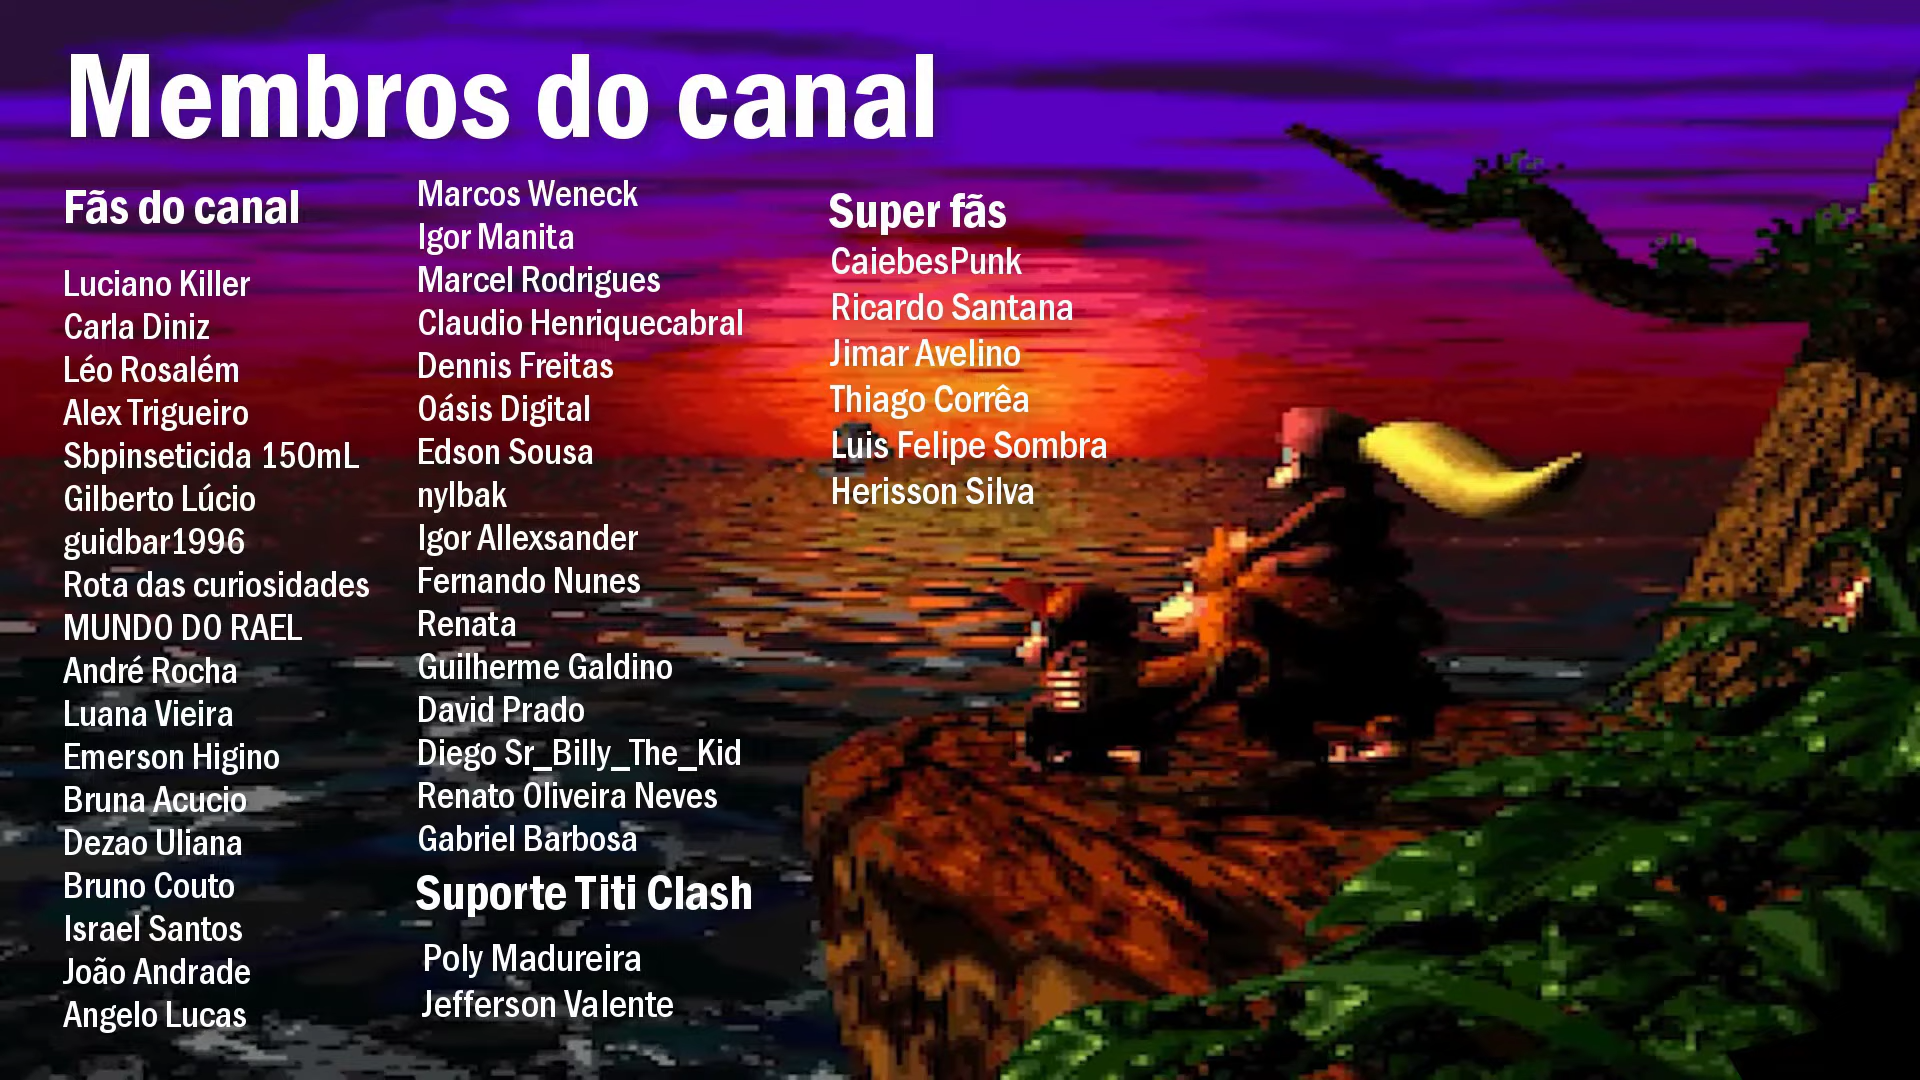 Membros do canal
Fãs do canal
Luciano Killer
Carla Diniz
Léo Rosalém
Alex Trigueiro
Sbpinseticida 150mL
Gilberto Lúcio
guidbar1996
Rota das curiosidades
MUNDO DO RAEL
André Rocha
Luana Vieira
Emerson Higino
Bruna Acucio
Dezao Uliana
Bruno Couto
Israel Santos
João Andrade
Angelo Lucas
Marcos Weneck
Igor Manita
Marcel Rodrigues
Claudio Henriquecabral
Dennis Freitas
Oásis Digital
Edson Sousa
nylbak
Igor Allexsander
Fernando Nunes
Renata
Guilherme Galdino
David Prado
Diego Sr_Billy_The_Kid
Renato Oliveira Neves
Gabriel Barbosa
Suporte Titi Clash
Poly Madureira
Jefferson Valente
Super fãs
CaiebesPunk
Ricardo Santana
Jimar Avelino
Thiago Corrêa
Luis Felipe Sombra
Herisson Silva